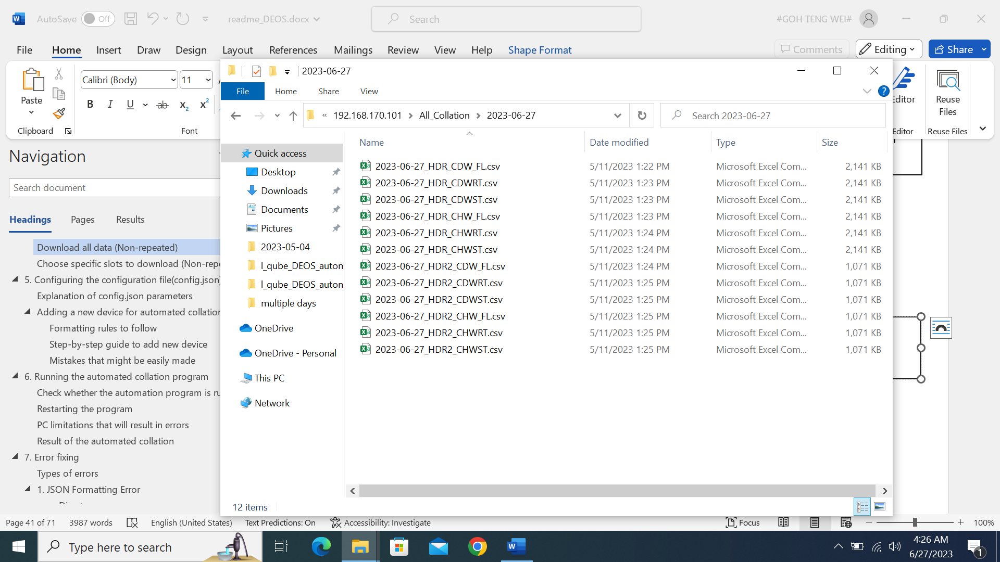 AutoSave Off readme_DEOS.docx Search #GOH TENG WEI#
File Home Insert Draw Design Layout References Mailings Review View Help Shape Format Comments Editing Share
Paste
Clipboard
Calibri (Body) 11
B I U ab x2 x2
Font
Editor
Editor
Reuse
Files
Reuse Files
Navigation
Search document
Headings Pages Results
Download all data (Non-repeated)
Choose specific slots to download (Non-repe
5. Configuring the configuration file(config.json)
Explanation of config.json parameters
Adding a new device for automated collation
Formatting rules to follow
Step-by-step guide to add new device
Mistakes that might be easily made
6. Running the automated collation program
Check whether the automation program is ru
Restarting the program
PC limitations that will result in errors
Result of the automated collation
7. Error fixing
Types of errors
1. JSON Formatting Error
2023-06-27
File Home Share View
« 192.168.170.101 All_Collation 2023-06-27 Search 2023-06-27
Quick access
Desktop
Downloads
Documents
Pictures
2023-05-04
l_qube_DEOS_auton
l_qube_DEOS_auton
multiple days
OneDrive
OneDrive - Personal
This PC
Network
Name Date modified Type Size
2023-06-27_HDR_CDW_FL.csv 5/11/2023 1:22 PM Microsoft Excel Com... 2,141 KB
2023-06-27_HDR_CDWRT.csv 5/11/2023 1:23 PM Microsoft Excel Com... 2,141 KB
2023-06-27_HDR_CDWST.csv 5/11/2023 1:23 PM Microsoft Excel Com... 2,141 KB
2023-06-27_HDR_CHW_FL.csv 5/11/2023 1:23 PM Microsoft Excel Com... 2,141 KB
2023-06-27_HDR_CHWRT.csv 5/11/2023 1:24 PM Microsoft Excel Com... 2,141 KB
2023-06-27_HDR_CHWST.csv 5/11/2023 1:24 PM Microsoft Excel Com... 2,141 KB
2023-06-27_HDR2_CDW_FL.csv 5/11/2023 1:24 PM Microsoft Excel Com... 1,071 KB
2023-06-27_HDR2_CDWRT.csv 5/11/2023 1:25 PM Microsoft Excel Com... 1,071 KB
2023-06-27_HDR2_CDWST.csv 5/11/2023 1:25 PM Microsoft Excel Com... 1,071 KB
2023-06-27_HDR2_CHW_FL.csv 5/11/2023 1:25 PM Microsoft Excel Com... 1,071 KB
2023-06-27_HDR2_CHWRT.csv 5/11/2023 1:25 PM Microsoft Excel Com... 1,071 KB
2023-06-27_HDR2_CHWST.csv 5/11/2023 1:25 PM Microsoft Excel Com... 1,071 KB
12 items
Page 41 of 71 3987 words English (United States) Text Predictions: On Accessibility: Investigate Focus 100%
Type here to search
4:26 AM
6/27/2023
1